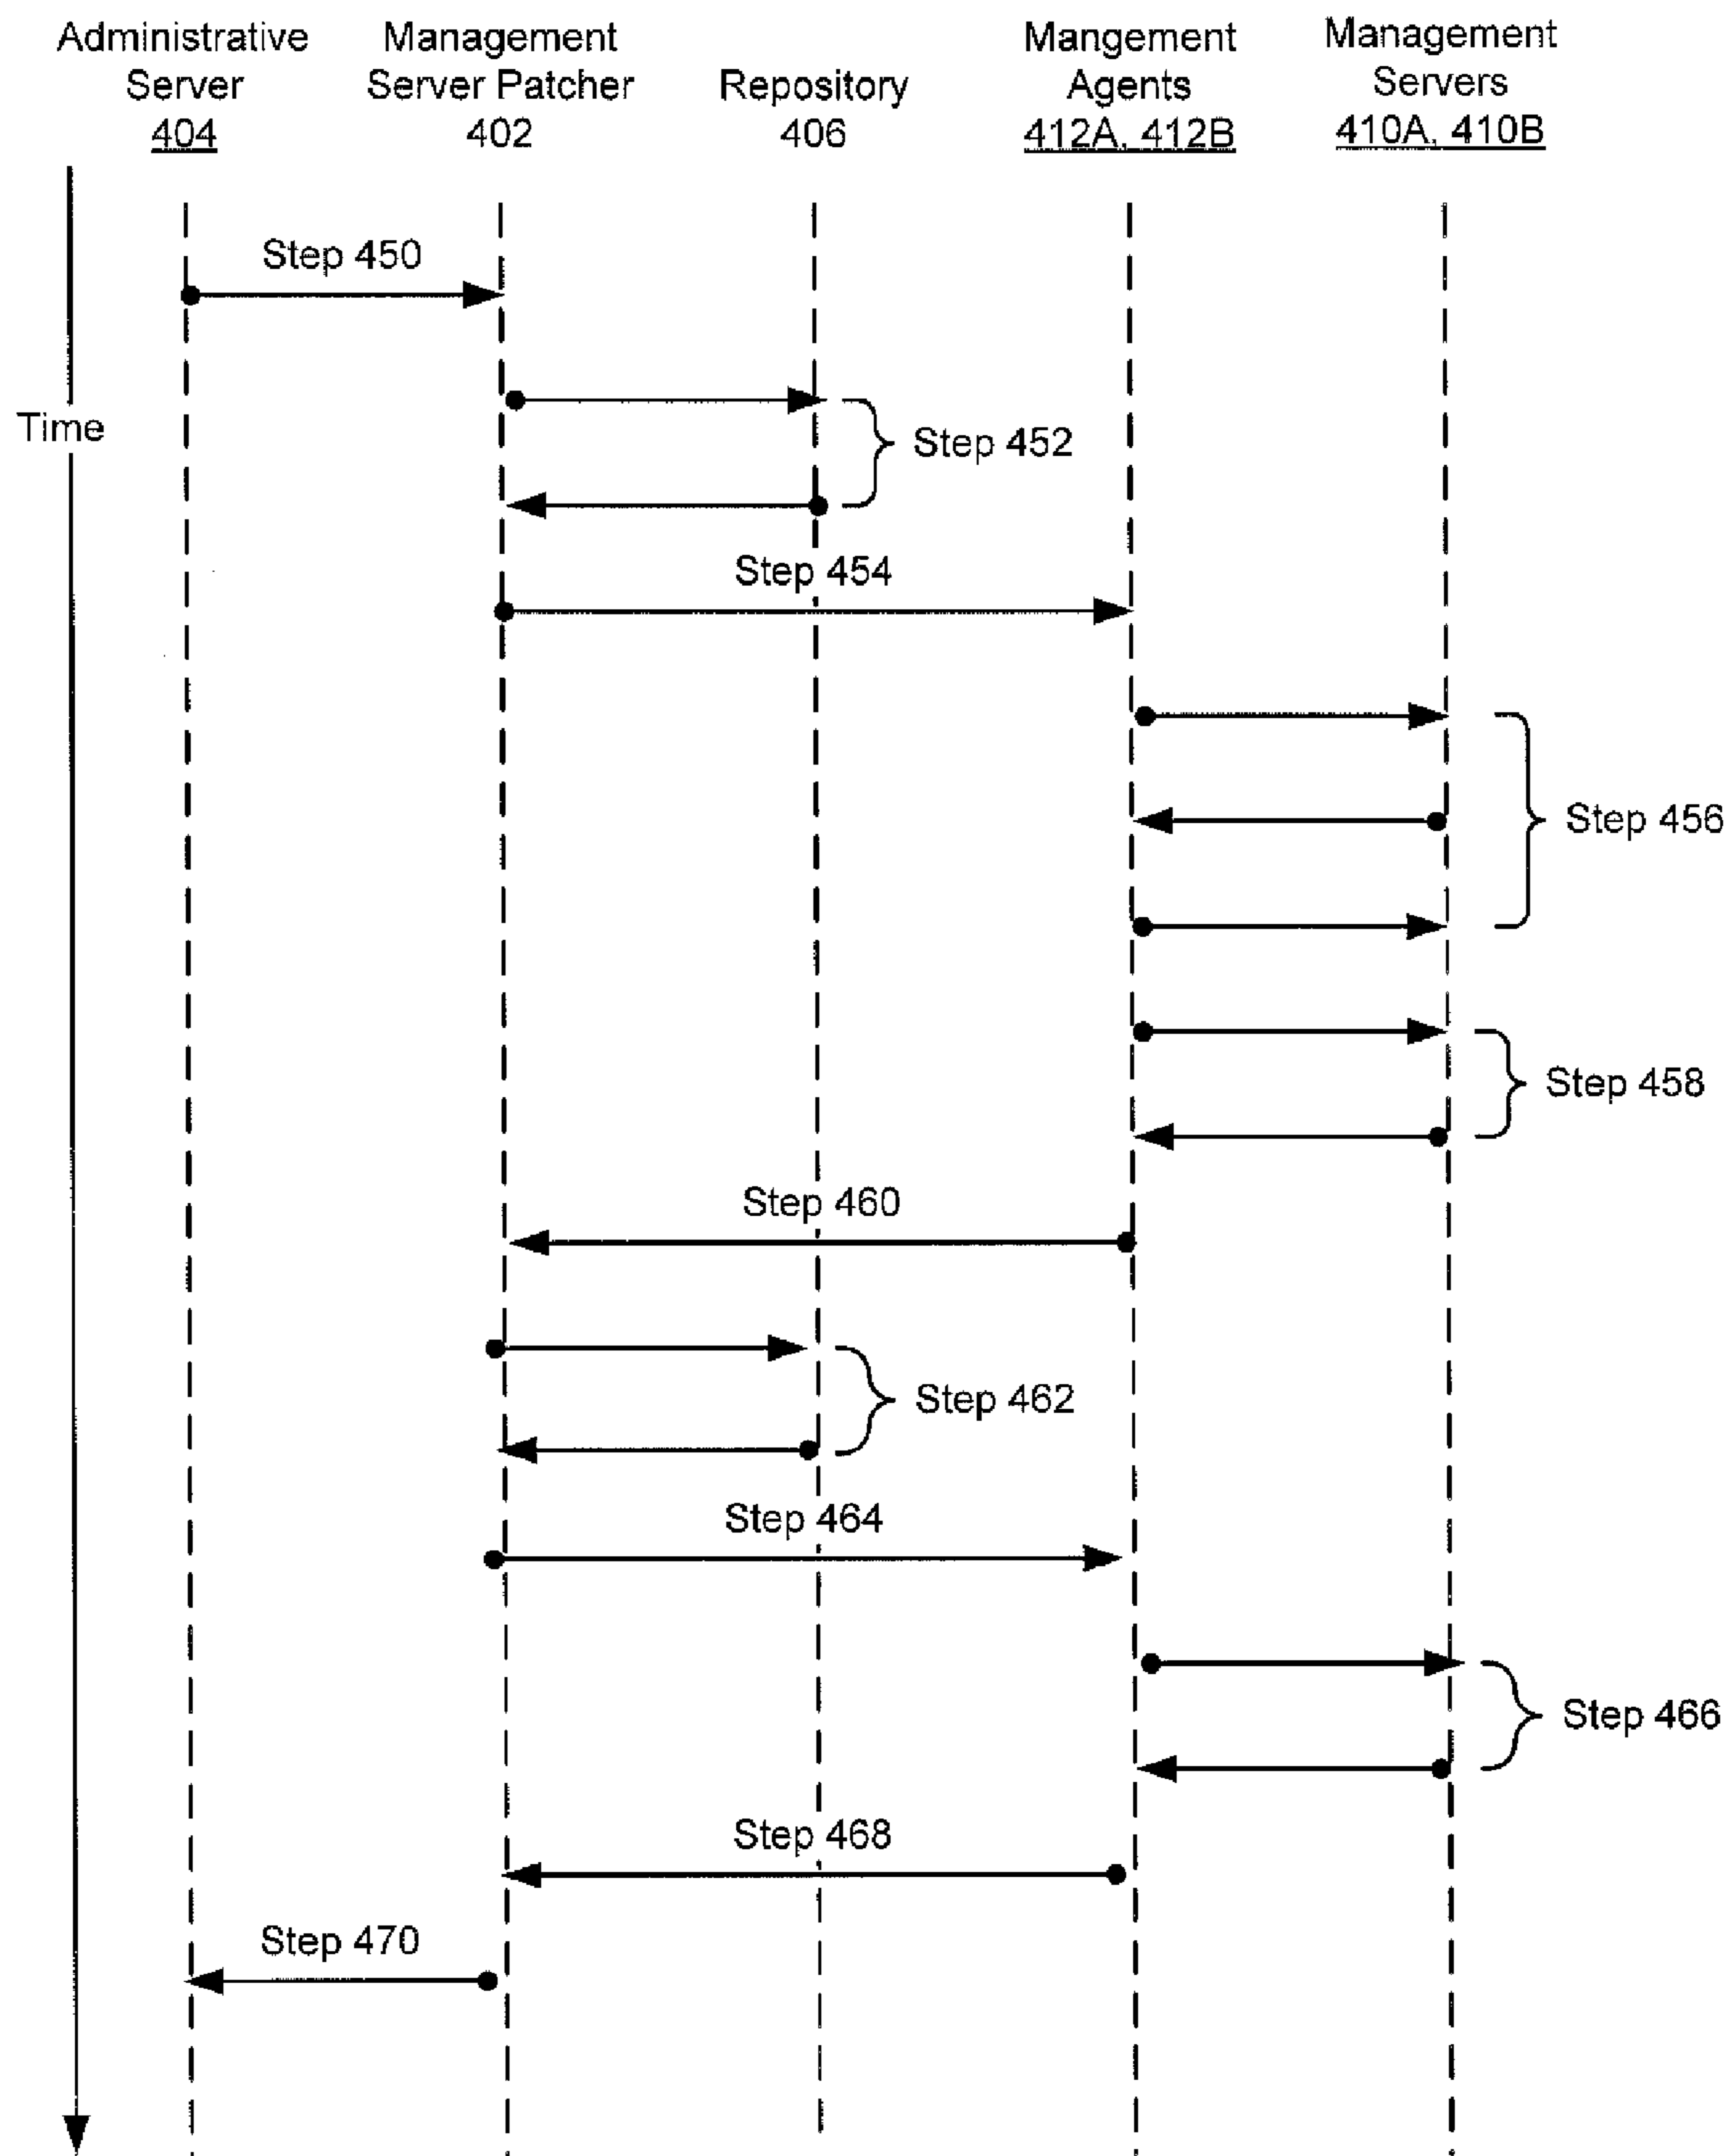 Administrative
Server
404
Management
Server Patcher
402
Repository
406
Mangement
Agents
412A, 412B
Management
Servers
410A, 410B
Step 450
Time
Step 452
Step 454
Step 456
Step 458
Step 460
Step 462
Step 464
Step 466
Step 468
Step 470